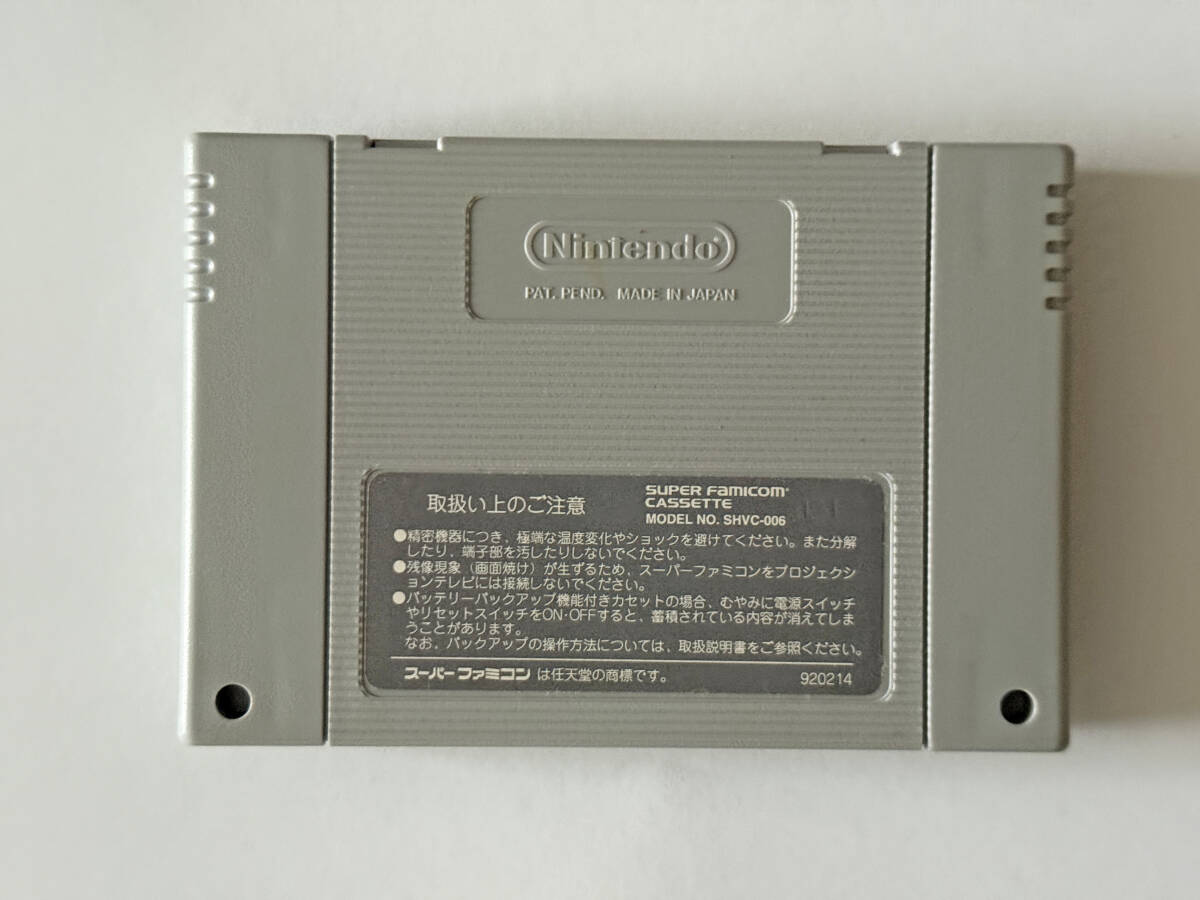 Nintendo®
PAT. PEND. MADE IN JAPAN
取扱い上のご注意
SUPER FAMICOM®
CASSETTE
MODEL NO. SHVC-006
●精密機器につき、極端な温度変化やショックを避けてください。また分解
したり、端子部を汚したりしないでください。
●残像現象（画面焼け）が生ずるため、スーパーファミコンをプロジェクシ
ョンテレビには接続しないでください。
●バッテリーバックアップ機能付きカセットの場合、むやみに電源スイッチ
やリセットスイッチをON・OFFすると、蓄積されている内容が消えてしま
うことがあります。
なお、バックアップの操作方法については、取扱説明書をご参照ください。
スーパーファミコン は任天堂の商標です。
920214